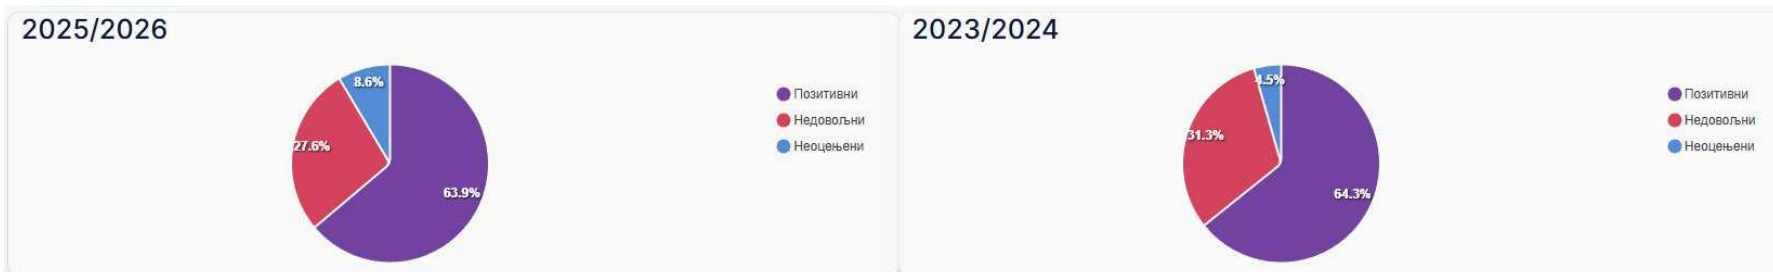 2025/2026
8.6%
27.6%
63.9%
Позитивни
Недовољни
Неоцењени
2023/2024
4.5%
31.3%
64.3%
Позитивни
Недовољни
Неоцењени